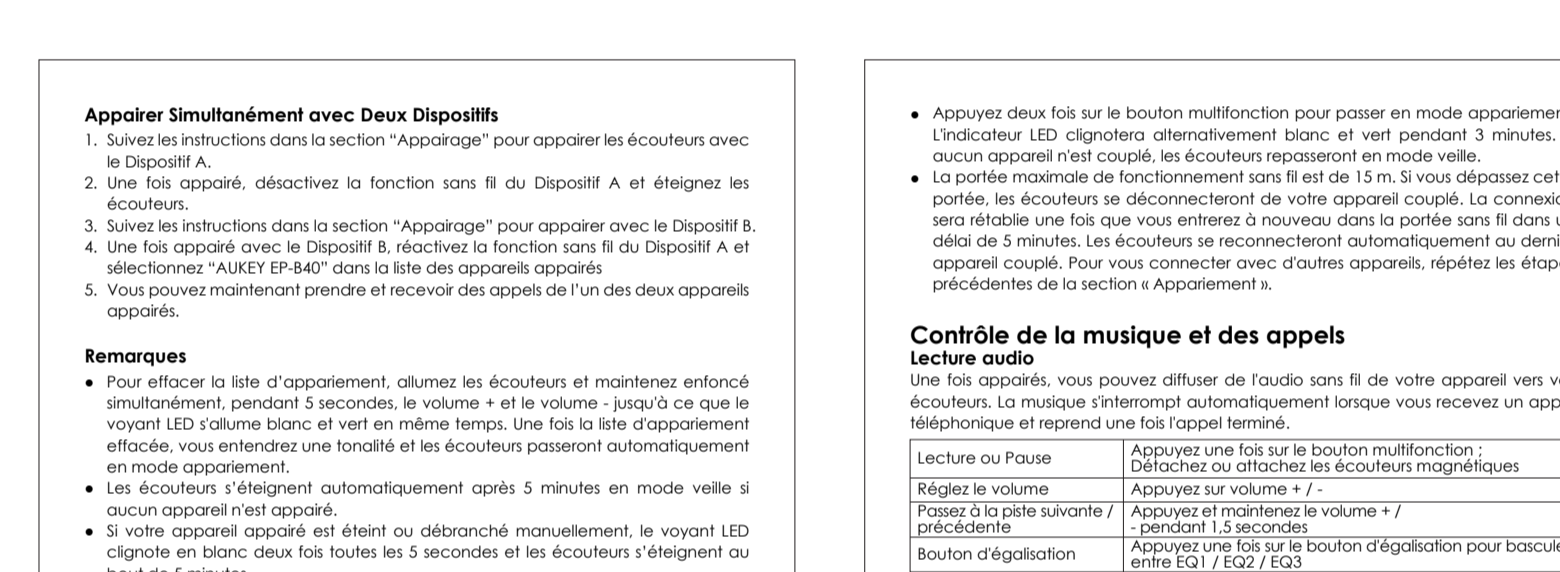 Appairer Simultanément avec Deux Dispositifs
1. Suivez les instructions dans la section “Appairage” pour appairer les écouteurs avec
le Dispositif A.
2. Une fois appairé, désactivez la fonction sans fil du Dispositif A et éteignez les
écouteurs.
3. Suivez les instructions dans la section “Appairage” pour appairer avec le Dispositif B.
4. Une fois appairé avec le Dispositif B, réactivez la fonction sans fil du Dispositif A et
sélectionnez “AUKEY EP-B40” dans la liste des appareils appairés
5. Vous pouvez maintenant prendre et recevoir des appels de l’un des deux appareils
appairés.
Remarques
● Pour effacer la liste d’appariement, allumez les écouteurs et maintenez enfoncé
simultanément, pendant 5 secondes, le volume + et le volume - jusqu'à ce que le
voyant LED s'allume blanc et vert en même temps. Une fois la liste d'appariement
effacée, vous entendrez une tonalité et les écouteurs passeront automatiquement
en mode appariement.
● Les écouteurs s’éteignent automatiquement après 5 minutes en mode veille si
aucun appareil n'est appairé.
● Si votre appareil appairé est éteint ou débranché manuellement, le voyant LED
clignote en blanc deux fois toutes les 5 secondes et les écouteurs s’éteignent au
● Appuyez deux fois sur le bouton multifonction pour passer en mode appariemen
L'indicateur LED clignotera alternativement blanc et vert pendant 3 minutes.
aucun appareil n'est couplé, les écouteurs repasseront en mode veille.
● La portée maximale de fonctionnement sans fil est de 15 m. Si vous dépassez cet
portée, les écouteurs se déconnecteront de votre appareil couplé. La connexio
sera rétablie une fois que vous entrerez à nouveau dans la portée sans fil dans
délai de 5 minutes. Les écouteurs se reconnecteront automatiquement au derni
appareil couplé. Pour vous connecter avec d'autres appareils, répétez les étap
précédentes de la section « Appariement ».
Contrôle de la musique et des appels
Lecture audio
Une fois appairés, vous pouvez diffuser de l'audio sans fil de votre appareil vers v
écouteurs. La musique s'interrompt automatiquement lorsque vous recevez un app
téléphonique et reprend une fois l'appel terminé.
Lecture ou Pause
Appuyez une fois sur le bouton multifonction ;
Détachez ou attachez les écouteurs magnétiques
Réglez le volume
Appuyez sur volume + / -
Passez à la piste suivante /
précédente
Appuyez et maintenez le volume + /
- pendant 1,5 secondes
Bouton d'égalisation
Appuyez une fois sur le bouton d'égalisation pour bascule
entre EQ1 / EQ2 / EQ3